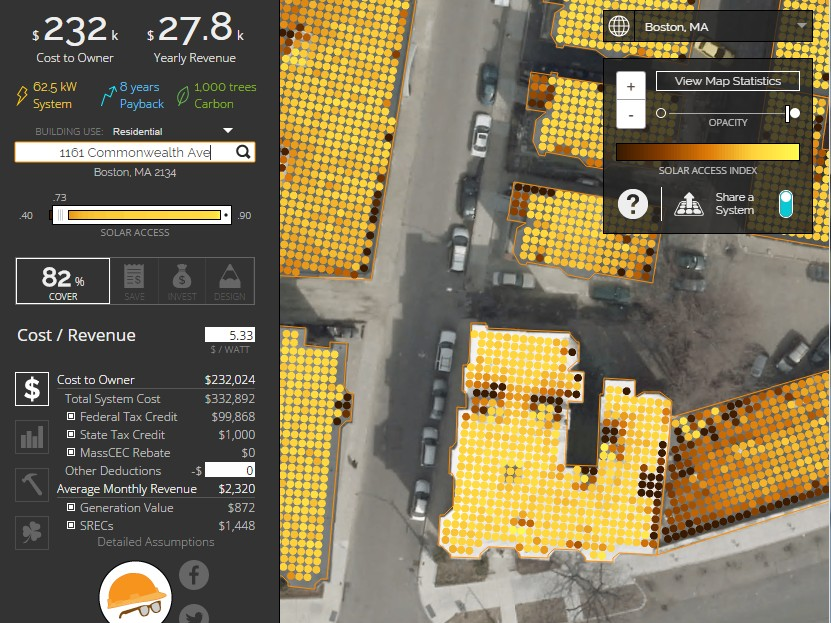 $232k $27.8k
Cost to Owner Yearly Revenue
62.5 kW 8 years 1,000 trees
System Payback Carbon
BUILDING USE: Residential
1161 Commonwealth Ave
Boston, MA 2134
.73
.40 .90
SOLAR ACCESS
82 %
COVER SAVE INVEST DESIGN
Cost / Revenue 5.33
$ / WATT
Cost to Owner $232,024
Total System Cost $332,892
Federal Tax Credit $99,868
State Tax Credit $1,000
MassCEC Rebate $0
Other Deductions -$ 0
Average Monthly Revenue $2,320
Generation Value $872
SRECs $1,448
Detailed Assumptions
Boston, MA
+
-
View Map Statistics
OPACITY
SOLAR ACCESS INDEX
?
Share a
System